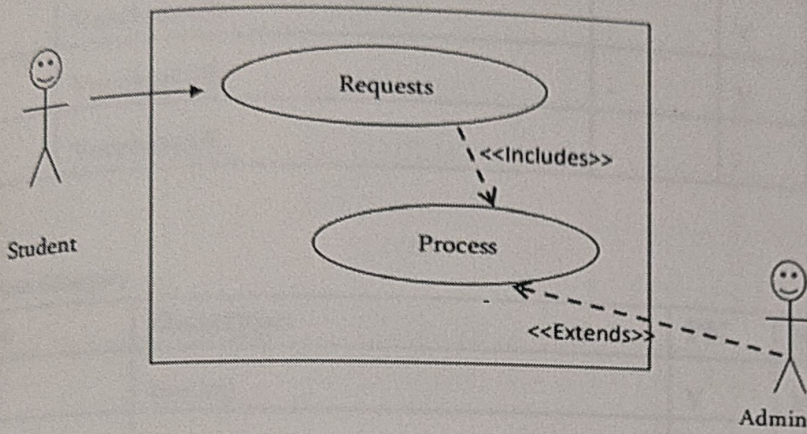 Requests
<<Includes>>
Student
Process
<<Extends>>
Admin